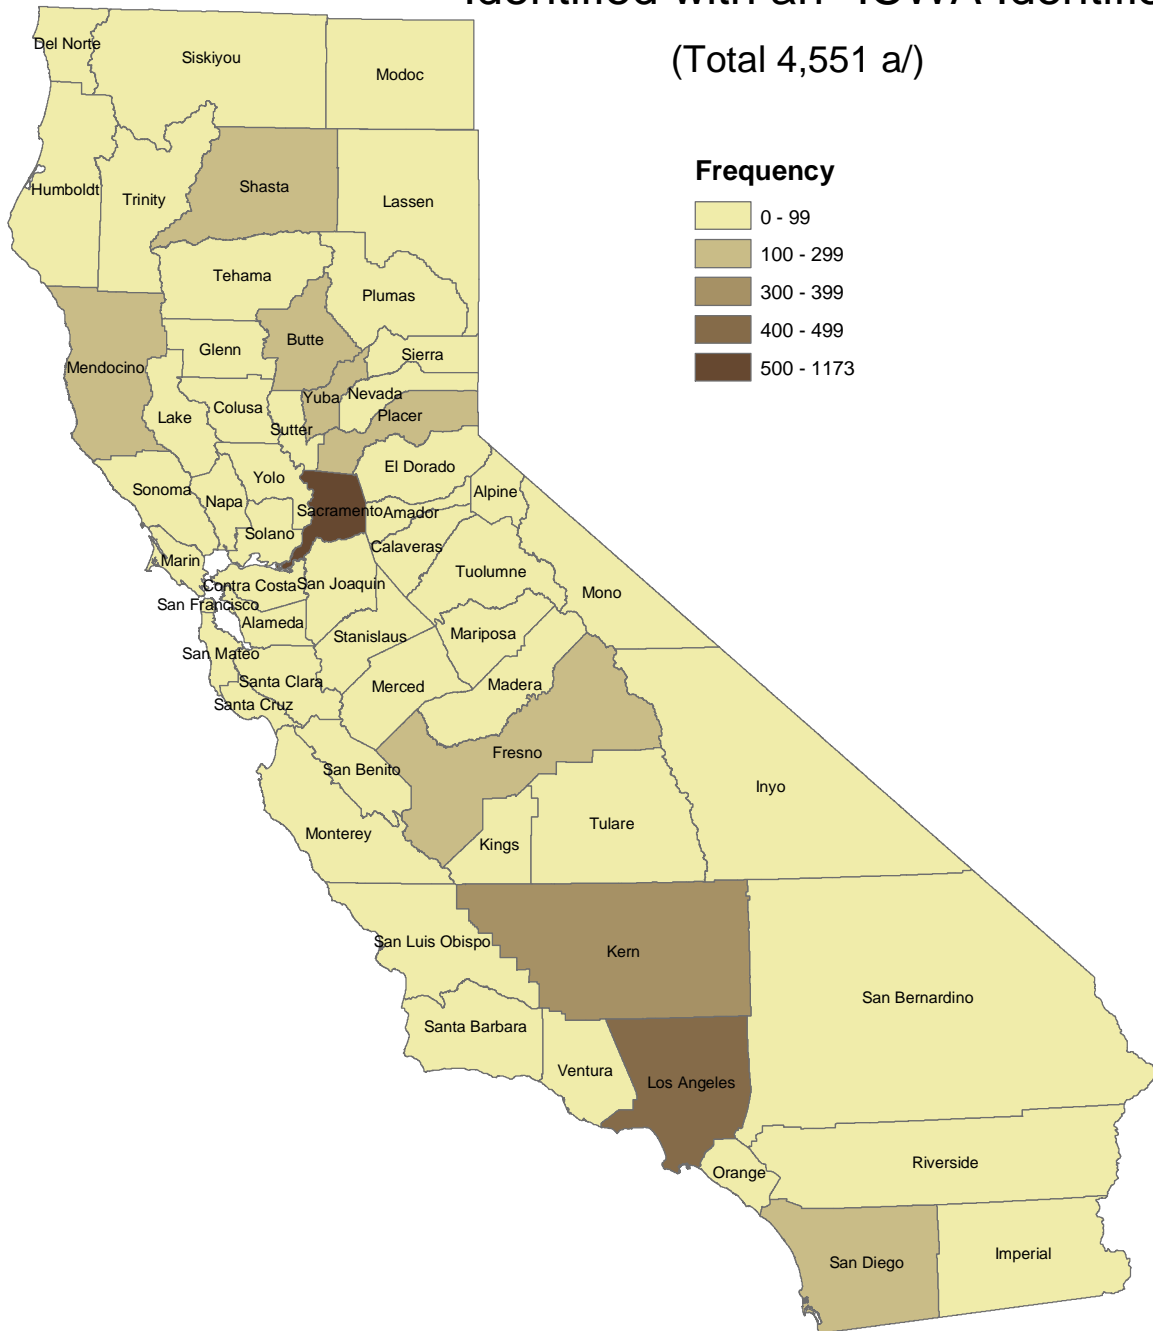 (Total 4,551 a/)
Frequency
0 - 99
100 - 299
300 - 399
400 - 499
500 - 1173
Del Norte
Siskiyou
Modoc
Humboldt
Trinity
Shasta
Lassen
Tehama
Plumas
Mendocino
Glenn
Butte
Sierra
Lake
Colusa
Sutter
Yuba
Nevada
Placer
Sonoma
Napa
Yolo
El Dorado
Alpine
Solano
Sacramento
Amador
Marin
Calaveras
Contra Costa
San Joaquin
Tuolumne
Mono
San Francisco
Alameda
Stanislaus
Mariposa
San Mateo
Santa Clara
Merced
Madera
Santa Cruz
Fresno
San Benito
Inyo
Monterey
Kings
Tulare
San Luis Obispo
Kern
San Bernardino
Santa Barbara
Ventura
Los Angeles
Orange
Riverside
San Diego
Imperial